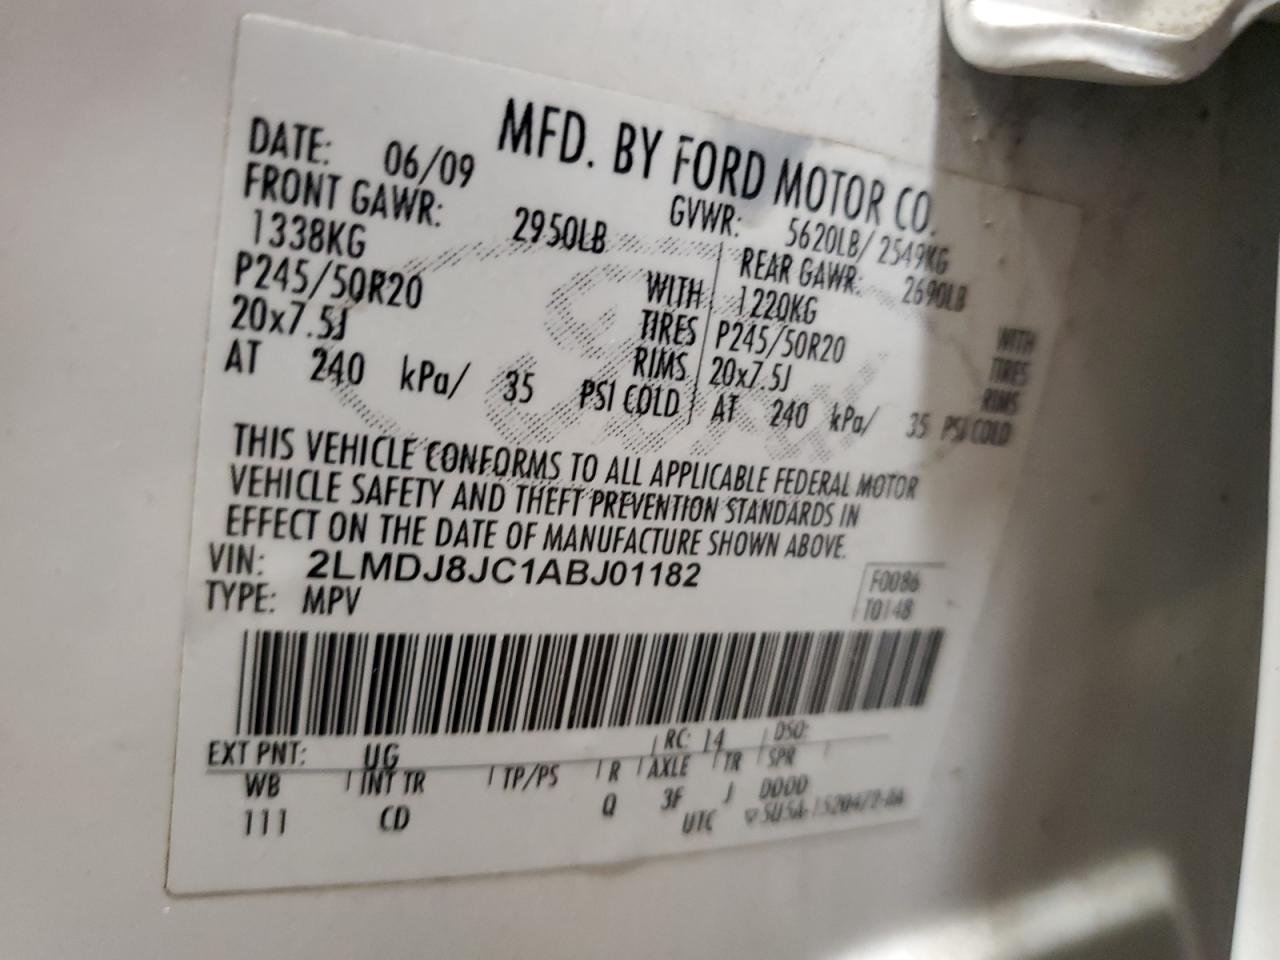 MFD. BY FORD MOTOR CO.
DATE: 06/09 GVWR: 5620LB/ 2549KG
FRONT GAWR: 2950LB REAR GAWR: 2690LB
1338KG WITH 1220KG WITH
P245/50R20 TIRES P245/50R20 TIRES
20x7.5J RIMS 20x7.5J RIMS
AT 240 kPa/ 35 PSI COLD AT 240 kPa/ 35 PSI COLD
THIS VEHICLE CONFORMS TO ALL APPLICABLE FEDERAL MOTOR
VEHICLE SAFETY AND THEFT PREVENTION STANDARDS IN
EFFECT ON THE DATE OF MANUFACTURE SHOWN ABOVE.
VIN: 2LMDJ8JC1ABJ01182 F0086
TYPE: MPV T0148
EXT PNT: UG RC: 14 DSO:
WB INT TR TP/PS R AXLE TR SPR
111 CD Q 3F J DDDD
UTC